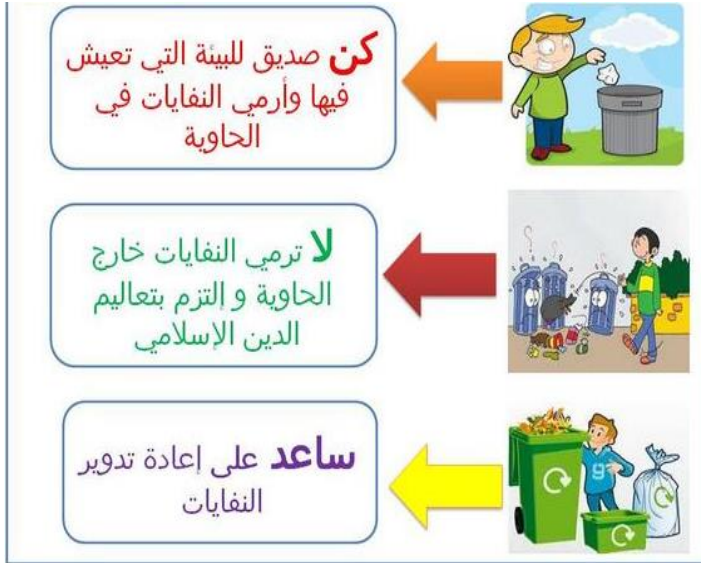 كن صديق للبيئة التي تعيش
فيها وأرمي النفايات في
الحاوية
لا ترمي النفايات خارج
الحاوية و إلتزم بتعاليم
الدين الإسلامي
ساعد على إعادة تدوير
النفايات